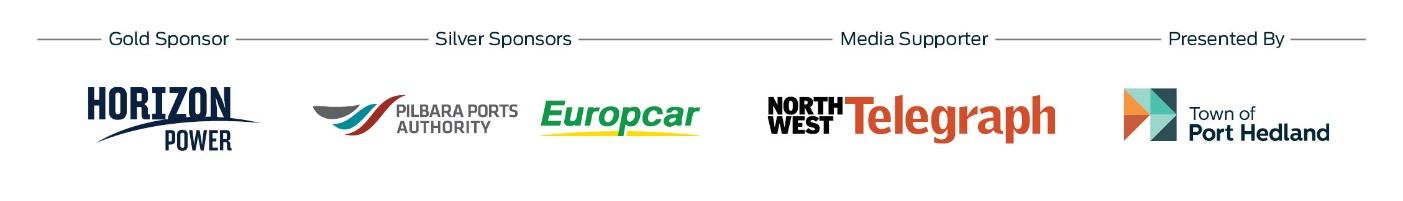 Gold Sponsor
Silver Sponsors
Media Supporter
Presented By
HORIZON
POWER
PILBARA PORTS
AUTHORITY
Europcar
NORTH
WEST
Telegraph
Town of
Port Hedland